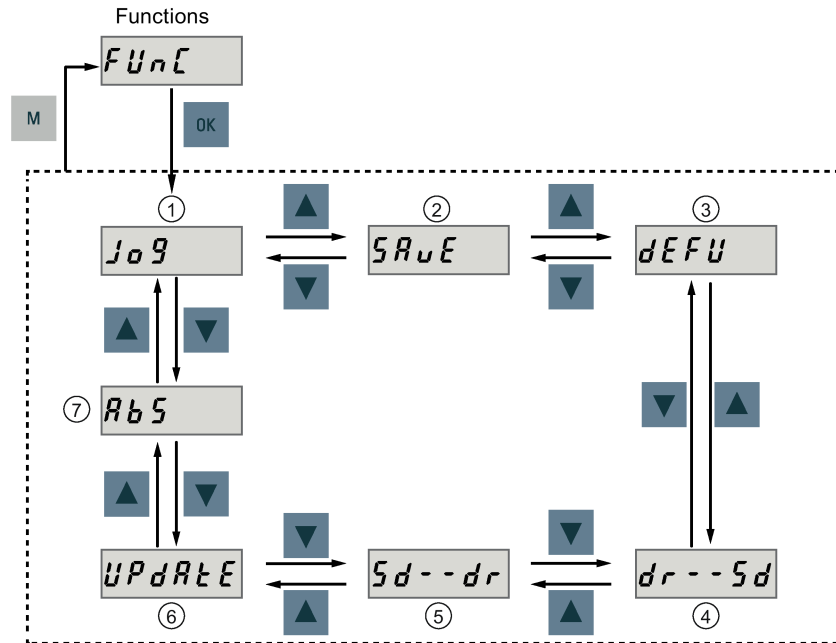 Functions
FUnC
M
OK
1
2
3
Jog
SAvE
dEFU
7
AbS
UPdAtE
Sd--dr
dr--Sd
6
5
4